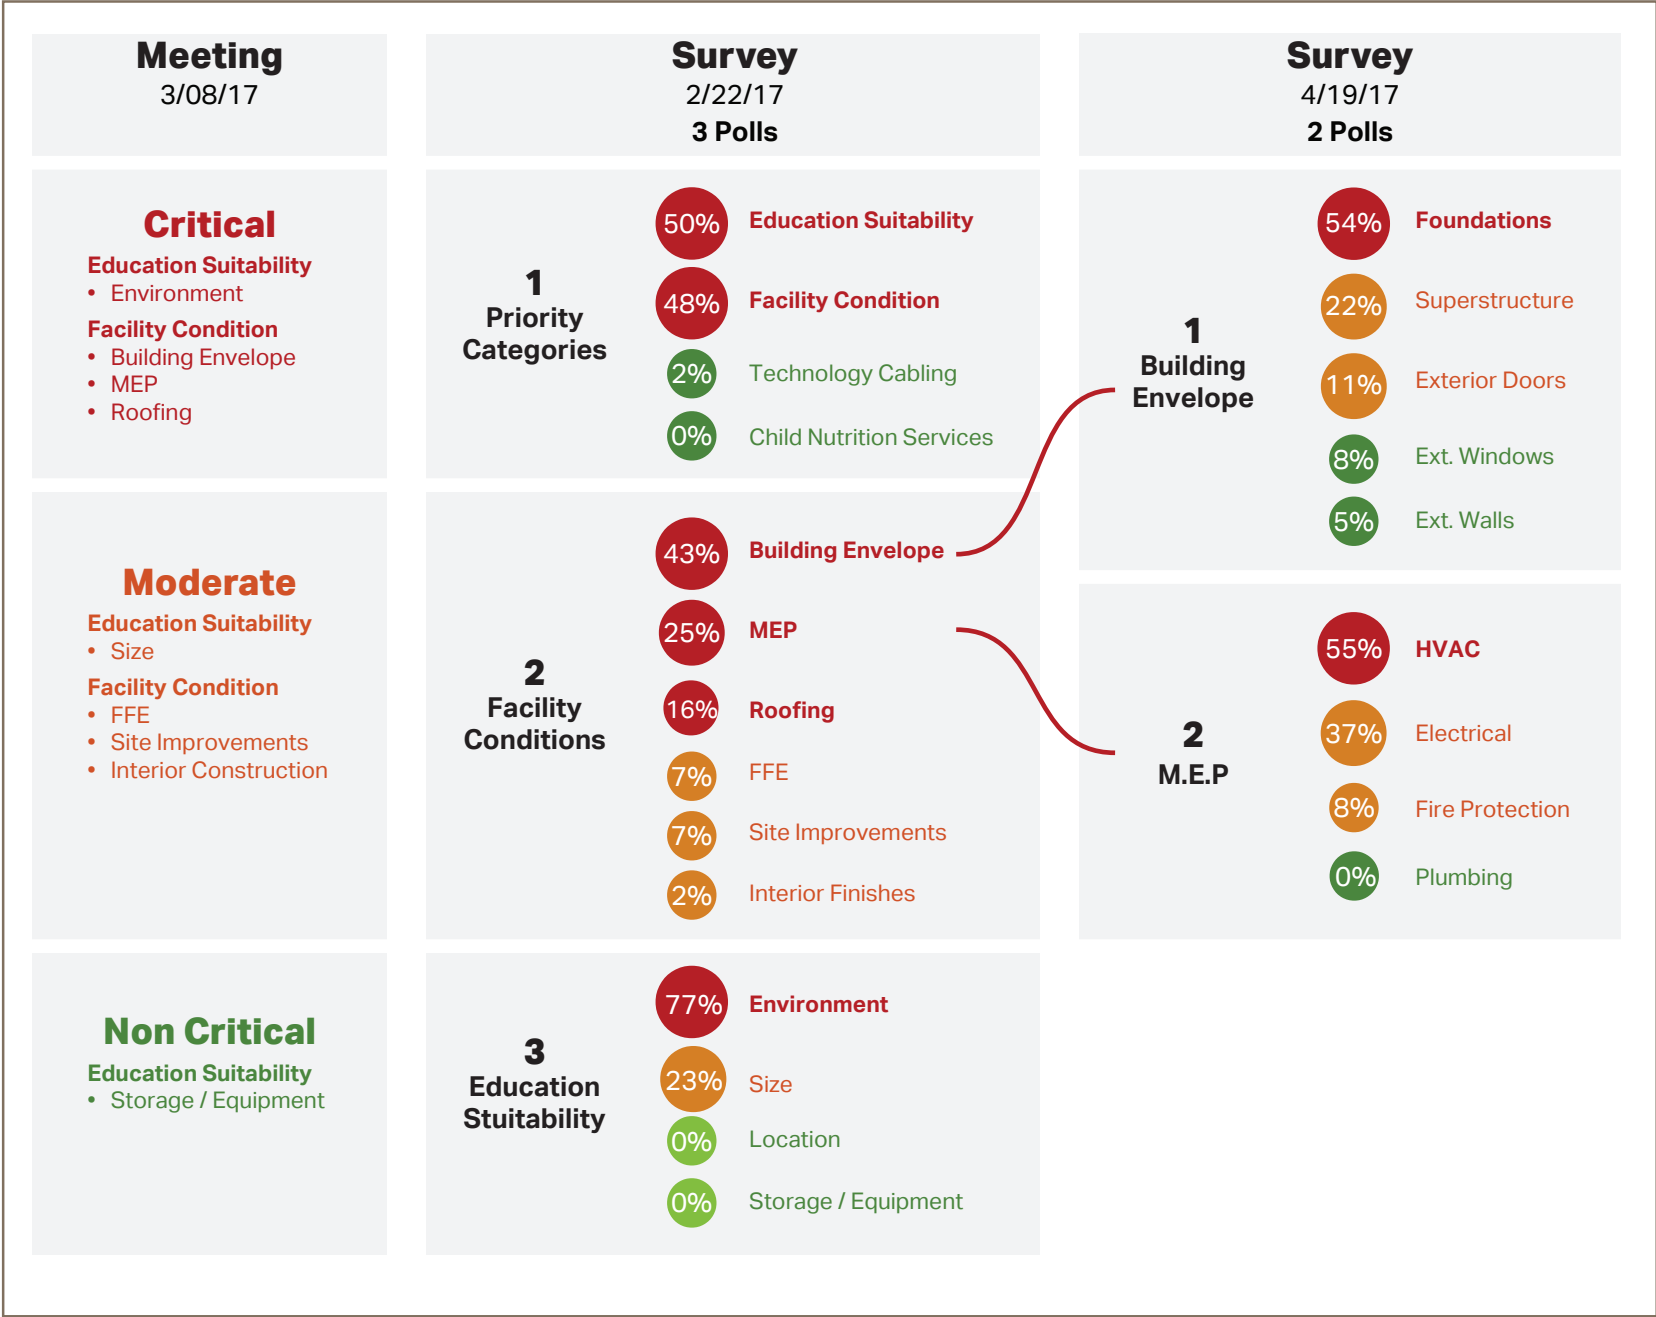 Meeting
3/08/17
Survey
2/22/17
3 Polls
Survey
4/19/17
2 Polls
Critical
Education Suitability
• Environment
Facility Condition
• Building Envelope
• MEP
• Roofing
Moderate
Education Suitability
• Size
Facility Condition
• FFE
• Site Improvements
• Interior Construction
Non Critical
Education Suitability
• Storage / Equipment
1
Priority
Categories
50% Education Suitability
48% Facility Condition
2% Technology Cabling
0% Child Nutrition Services
2
Facility
Conditions
43% Building Envelope
25% MEP
16% Roofing
7% FFE
7% Site Improvements
2% Interior Finishes
3
Education
Stuitability
77% Environment
23% Size
0% Location
0% Storage / Equipment
1
Building
Envelope
54% Foundations
22% Superstructure
11% Exterior Doors
8% Ext. Windows
5% Ext. Walls
2
M.E.P
55% HVAC
37% Electrical
8% Fire Protection
0% Plumbing